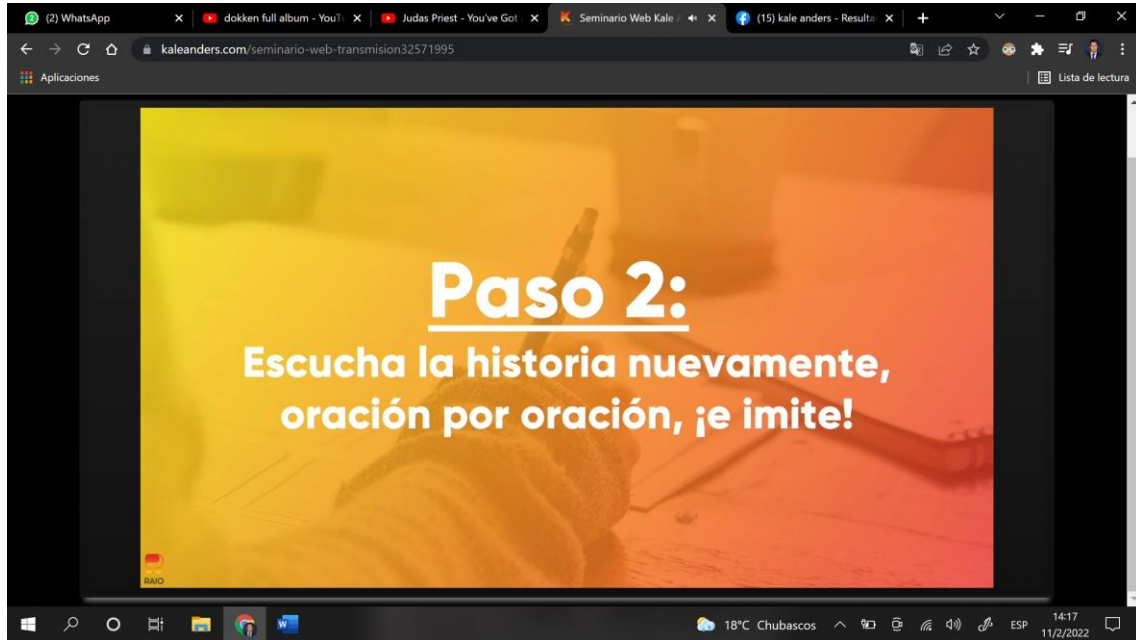 (2) WhatsApp
dokken full album - YouT
Judas Priest - You've Got
Seminario Web Kale A
(15) kale anders - Resulta
kaleanders.com/seminario-web-transmision32571995
Aplicaciones
Lista de lectura
Paso 2:
Escucha la historia nuevamente,
oración por oración, ¡e imite!
RAIO
18°C Chubascos
ESP
14:17
11/2/2022